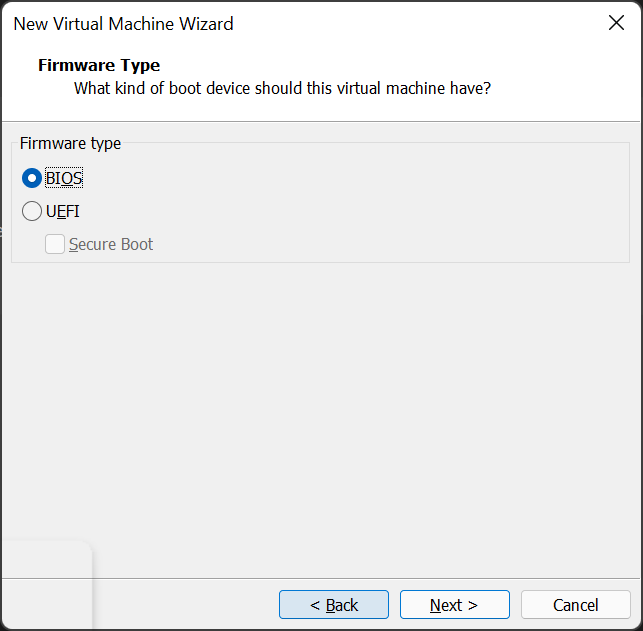 New Virtual Machine Wizard
Firmware Type
What kind of boot device should this virtual machine have?
Firmware type
BIOS
UEFI
Secure Boot
< Back
Next >
Cancel